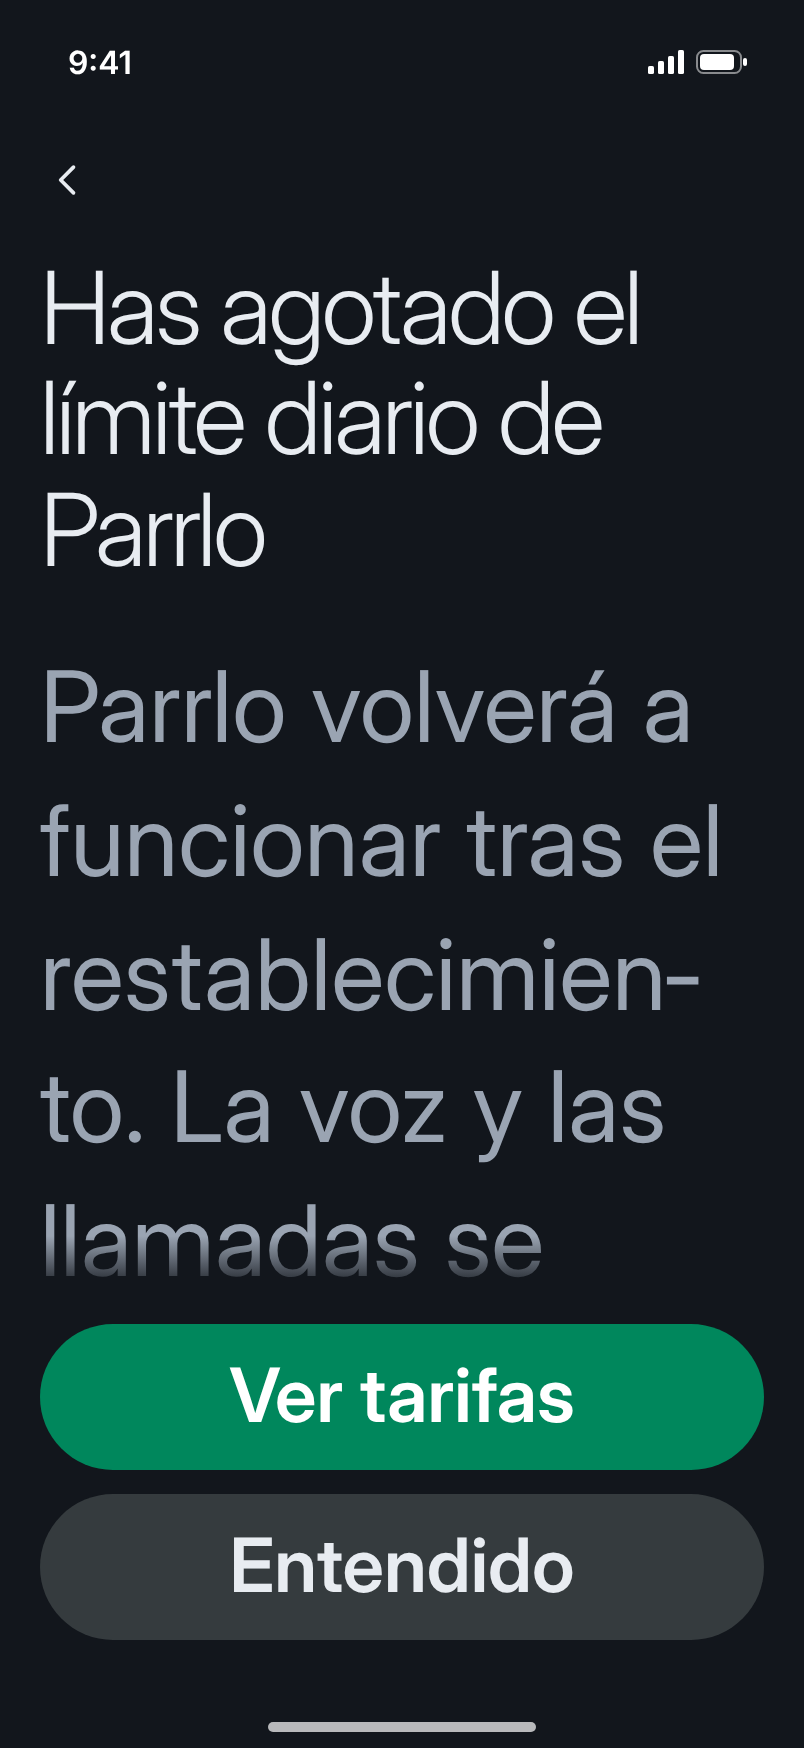 9:41
Has agotado el
límite diario de
Parrlo
Parrlo volverá a
funcionar tras el
restablecimien-
to. La voz y las
llamadas se
Ver tarifas
Entendido